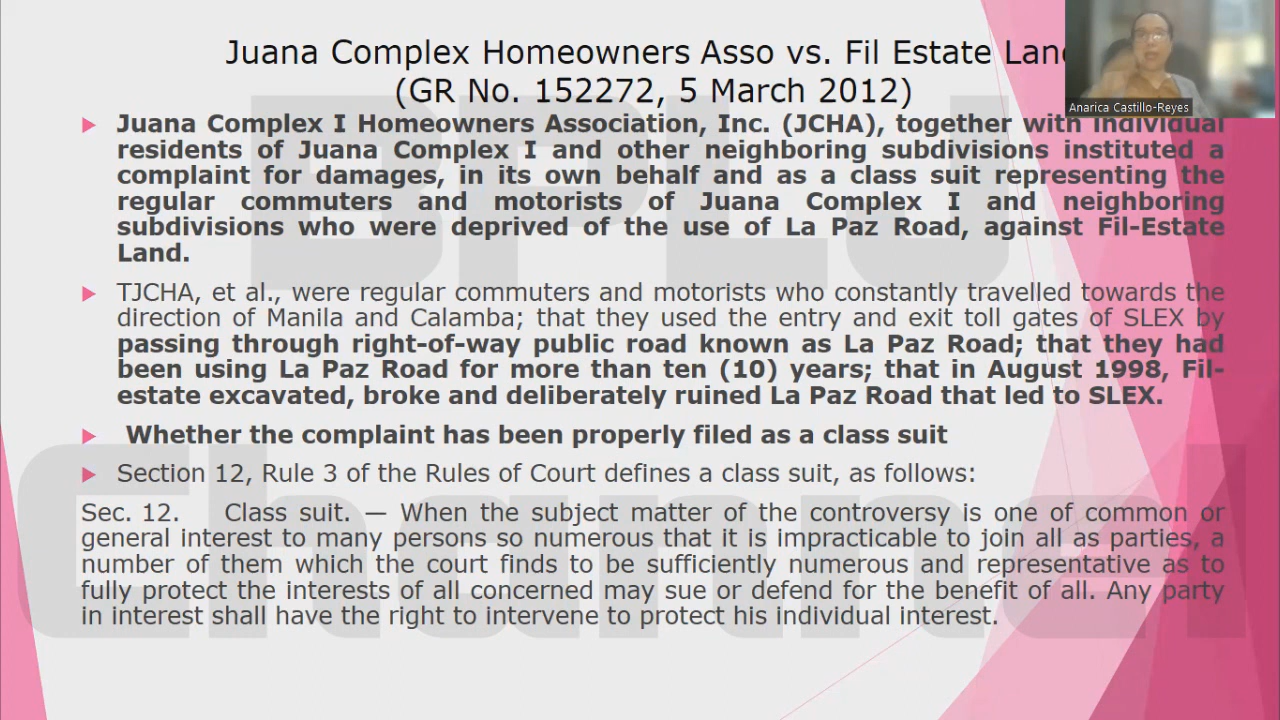 Juana Complex Homeowners Asso vs. Fil Estate Land
(GR No. 152272, 5 March 2012)
Anarica Castillo-Reyes
Juana Complex I Homeowners Association, Inc. (JCHA), together with individual
residents of Juana Complex I and other neighboring subdivisions instituted a
complaint for damages, in its own behalf and as a class suit representing the
regular commuters and motorists of Juana Complex I and neighboring
subdivisions who were deprived of the use of La Paz Road, against Fil-Estate
Land.
TJCHA, et al., were regular commuters and motorists who constantly travelled towards the
direction of Manila and Calamba; that they used the entry and exit toll gates of SLEX by
passing through right-of-way public road known as La Paz Road; that they had
been using La Paz Road for more than ten (10) years; that in August 1998, Fil-
estate excavated, broke and deliberately ruined La Paz Road that led to SLEX.
Whether the complaint has been properly filed as a class suit
Section 12, Rule 3 of the Rules of Court defines a class suit, as follows:
Sec. 12. Class suit. — When the subject matter of the controversy is one of common or
general interest to many persons so numerous that it is impracticable to join all as parties, a
number of them which the court finds to be sufficiently numerous and representative as to
fully protect the interests of all concerned may sue or defend for the benefit of all. Any party
in interest shall have the right to intervene to protect his individual interest.
BPLJ
Channel